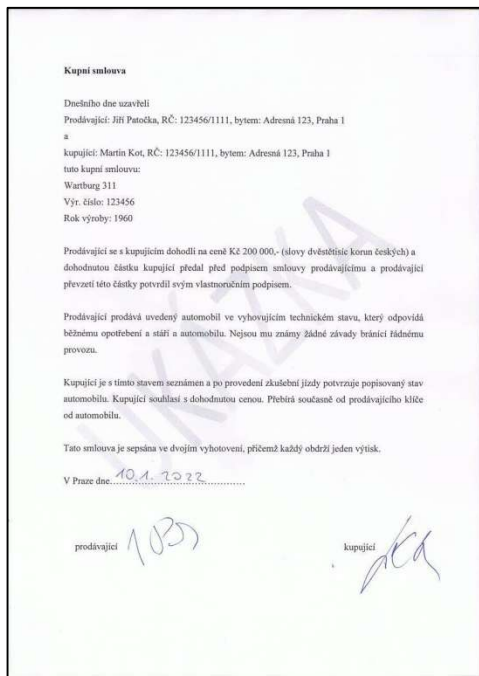 Kupní smlouva
Dnešního dne uzavřeli
Prodávající: Jiří Patočka, RČ: 123456/1111, bytem: Adresná 123, Praha 1
a
kupující: Martin Kot, RČ: 123456/1111, bytem: Adresná 123, Praha 1
tuto kupní smlouvu:
Wartburg 311
Výr. číslo: 123456
Rok výroby: 1960
Prodávající se s kupujícím dohodli na ceně Kč 200 000,- (slovy dvěstětisíc korun českých) a
dohodnutou částku kupující předal před podpisem smlouvy prodávajícímu a prodávající
převzetí této částky potvrdil svým vlastnoručním podpisem.
Prodávající prodává uvedený automobil ve vyhovujícím technickém stavu, který odpovídá
běžnému opotřebení a stáří a automobilu. Nejsou mu známy žádné závady bránící řádnému
provozu.
Kupující je s tímto stavem seznámen a po provedení zkušební jízdy potvrzuje popisovaný stav
automobilu. Kupující souhlasí s dohodnutou cenou. Přebírá současně od prodávajícího klíče
od automobilu.
Tato smlouva je sepsána ve dvojím vyhotovení, přičemž každý obdrží jeden výtisk.
V Praze dne 10.1.2022
prodávající
kupující
UKÁZKA